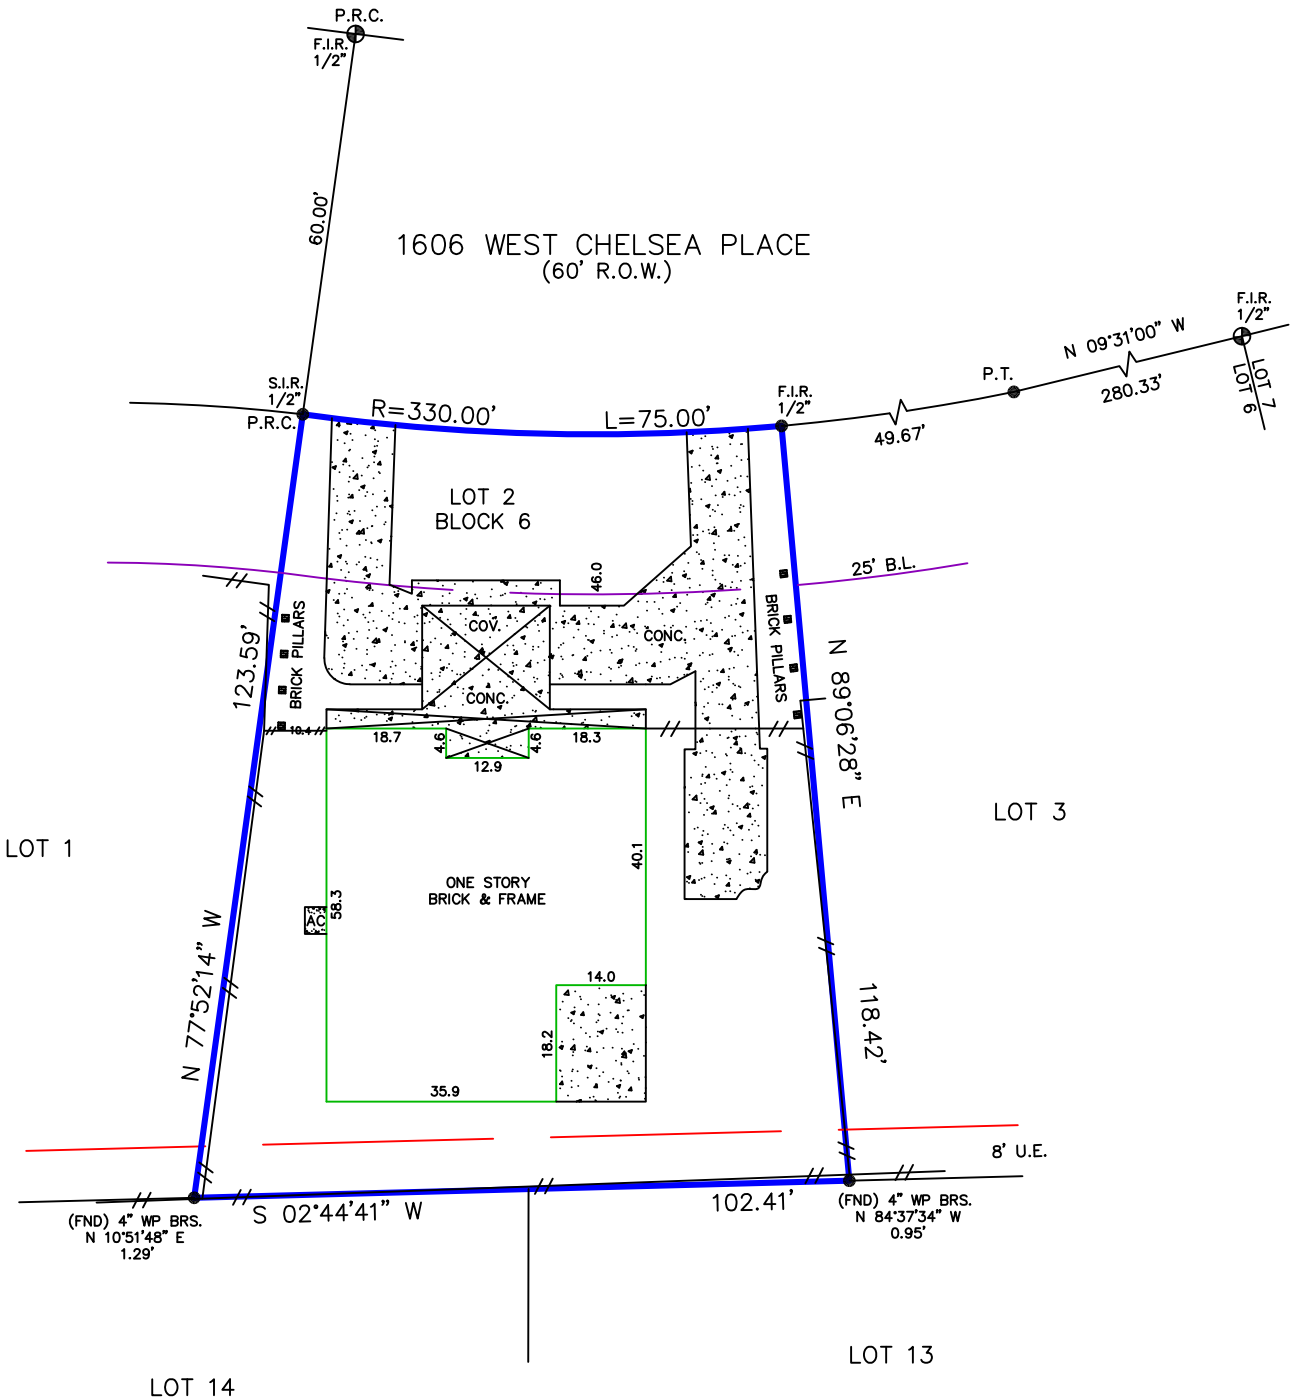 P.R.C.
F.I.R.
1/2"
60.00'
1606 WEST CHELSEA PLACE
(60' R.O.W.)
F.I.R.
1/2"
N 09°31'00" W
280.33'
LOT 7
LOT 6
P.T.
49.67'
S.I.R.
1/2"
P.R.C.
R=330.00'
L=75.00'
F.I.R.
1/2"
LOT 2
BLOCK 6
25' B.L.
46.0
COV.
CONC.
CONC.
BRICK PILLARS
BRICK PILLARS
123.59'
N 89°06'28" E
10.4
18.7
4.6
12.9
4.6
18.3
LOT 1
LOT 3
40.1
ONE STORY
BRICK & FRAME
58.3
AC
14.0
18.2
35.9
N 77°52'14" W
118.42'
8' U.E.
S 02°44'41" W
102.41'
(FND) 4" WP BRS.
N 10°51'48" E
1.29'
(FND) 4" WP BRS.
N 84°37'34" W
0.95'
LOT 13
LOT 14